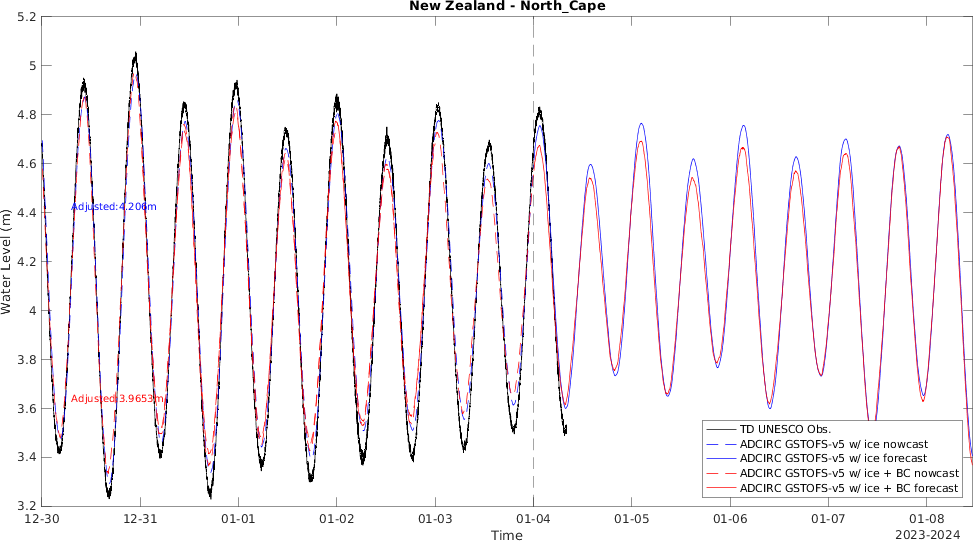 New Zealand - North_Cape
Water Level (m)
5.2
5
4.8
4.6
4.4
4.2
4
3.8
3.6
3.4
3.2
Adjusted:4.206m
Adjusted:3.9653m
TD UNESCO Obs.
ADCIRC GSTOFS-v5 w/ ice nowcast
ADCIRC GSTOFS-v5 w/ ice forecast
ADCIRC GSTOFS-v5 w/ ice + BC nowcast
ADCIRC GSTOFS-v5 w/ ice + BC forecast
12-30 12-31 01-01 01-02 01-03 01-04 01-05 01-06 01-07 01-08
Time
2023-2024